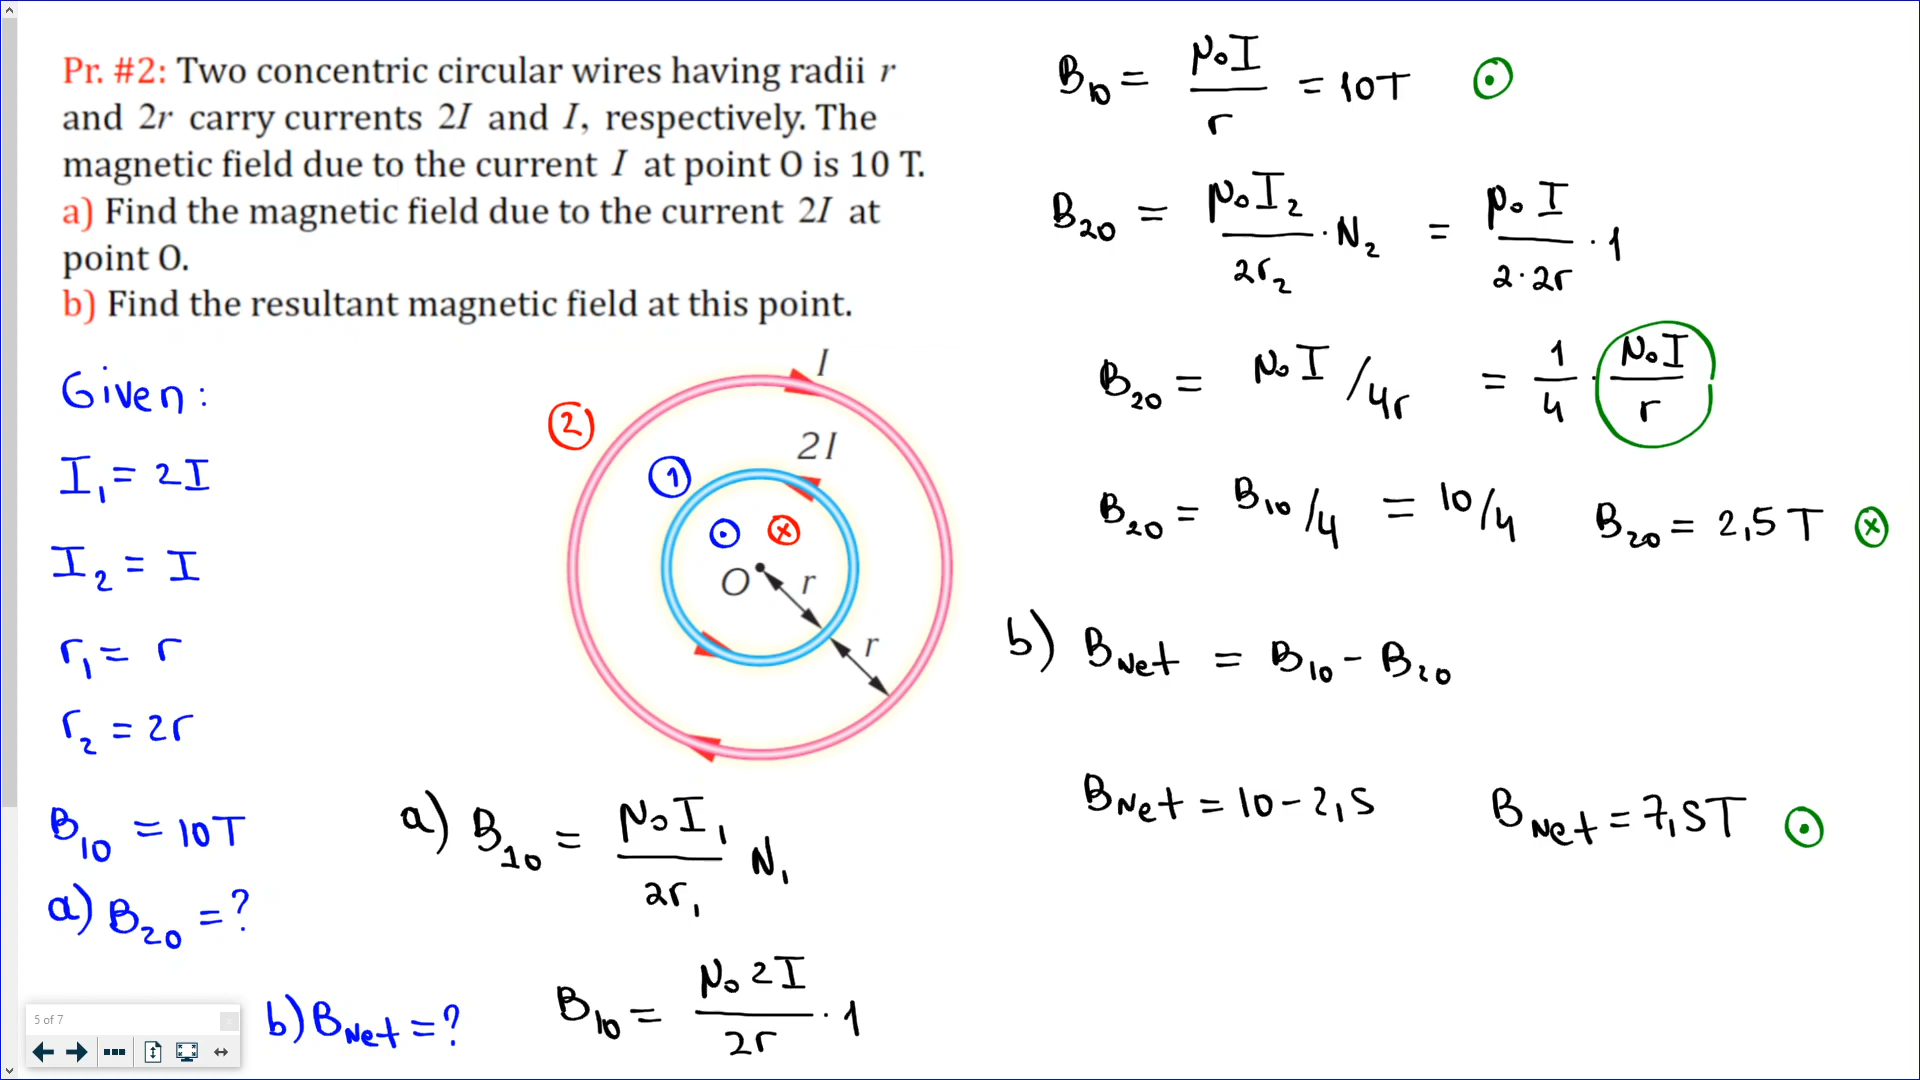 Pr. #2: Two concentric circular wires having radii r
and 2r carry currents 2I and I, respectively. The
magnetic field due to the current I at point O is 10 T.
a) Find the magnetic field due to the current 2I at
point O.
b) Find the resultant magnetic field at this point.
Given:
I₁ = 2I
I₂ = I
r₁ = r
r₂ = 2r
B₁₀ = 10T
a) B₂₀ = ?
b) B_Net = ?
I
2
2I
1
O
r
r
a) B₁₀ = μ₀I₁/2r₁ N₁
B₁₀ = μ₀2I/2r · 1
B₁₀ = μ₀I/r = 10T
B₂₀ = μ₀I₂/2r₂ · N₂ = μ₀I/2·2r · 1
B₂₀ = μ₀I/4r = 1/4 · μ₀I/r
B₂₀ = B₁₀/4 = 10/4 B₂₀ = 2,5 T
b) B_Net = B₁₀ - B₂₀
B_Net = 10 - 2,5 B_Net = 7,5T
5 of 7